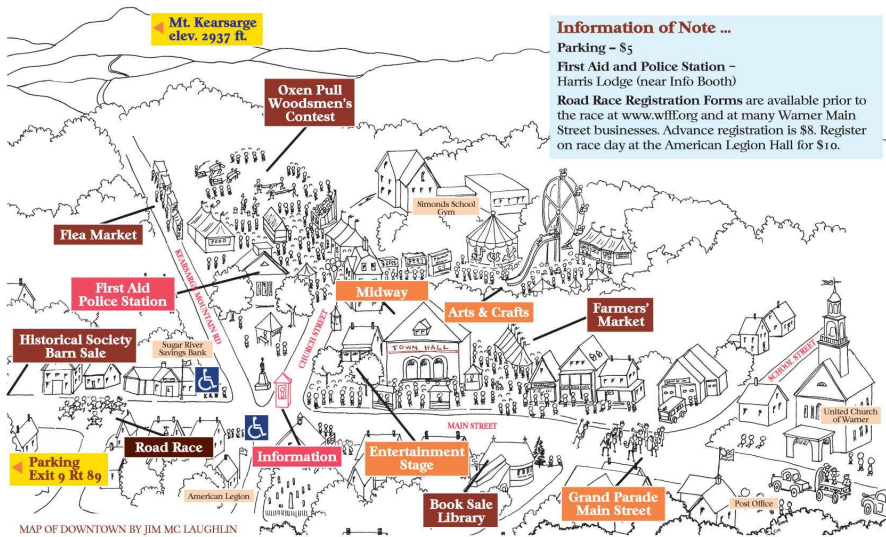 Mt. Kearsarge
elev. 2937 ft.
Information of Note ...
Parking – $5
First Aid and Police Station –
Harris Lodge (near Info Booth)
Road Race Registration Forms are available prior to
the race at www.wfff.org and at many Warner Main
Street businesses. Advance registration is $8. Register
on race day at the American Legion Hall for $10.
Oxen Pull
Woodsmen's
Contest
Simonds School
Gym
Flea Market
FOOD
KEARSARGE MOUNTAIN RD
First Aid
Police Station
Midway
Arts & Crafts
Farmers'
Market
CHURCH STREET
Historical Society
Barn Sale
Sugar River
Savings Bank
TOWN HALL
SCHOOL STREET
United Church
of Warner
MAIN STREET
Road Race
Information
Entertainment
Stage
Parking
Exit 9 Rt 89
American Legion
Book Sale
Library
Grand Parade
Main Street
Post Office
MAP OF DOWNTOWN BY JIM MC LAUGHLIN